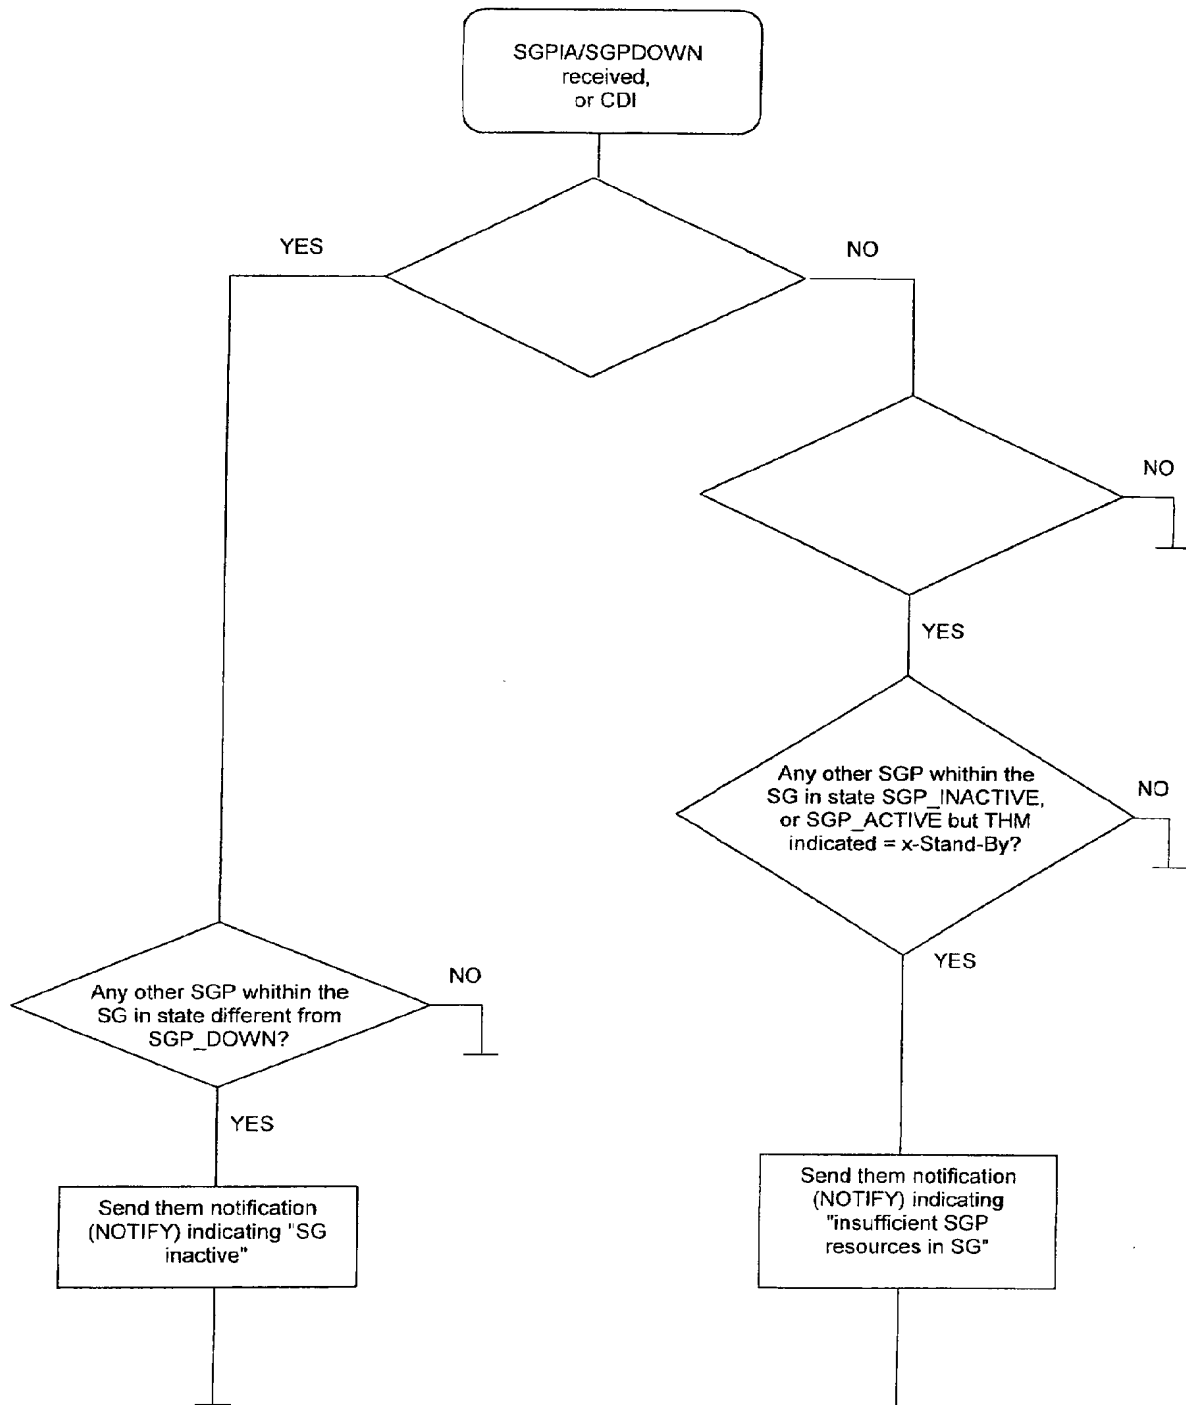 SGPIA/SGPDOWN
received,
or CDI
YES
NO
NO
YES
Any other SGP whithin the
SG in state SGP_INACTIVE,
or SGP_ACTIVE but THM
indicated = x-Stand-By?
NO
YES
Any other SGP whithin the
SG in state different from
SGP_DOWN?
NO
YES
Send them notification
(NOTIFY) indicating "SG
inactive"
Send them notification
(NOTIFY) indicating
"insufficient SGP
resources in SG"